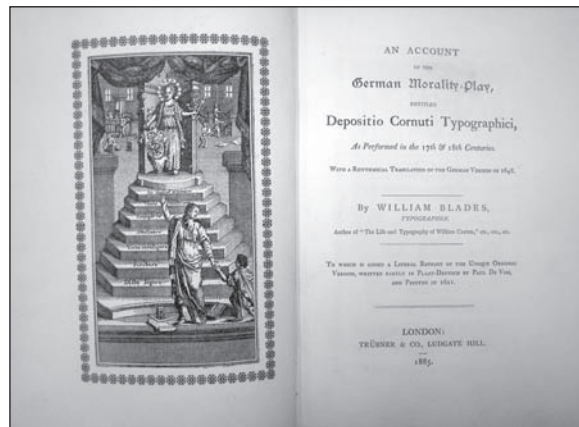 AN ACCOUNT
OF THE
German Morality-Play,
ENTITLED
Depositio Cornuti Typographici,
As Performed in the 17th & 18th Centuries.
WITH A RHYTHMICAL TRANSLATION OF THE GERMAN VERSION OF 1648.
BY WILLIAM BLADES,
TYPOGRAPHER.
Author of "The Life and Typography of William Caxton," etc., etc., etc.
TO WHICH IS ADDED A LITERAL REPRINT OF THE UNIQUE ORIGINAL
VERSION, WRITTEN PARTLY IN PLAATT-DEUTSCH BY PAUL DE VISE,
AND PRINTED IN 1621.
LONDON:
TRÜBNER & CO., LUDGATE HILL.
1885.